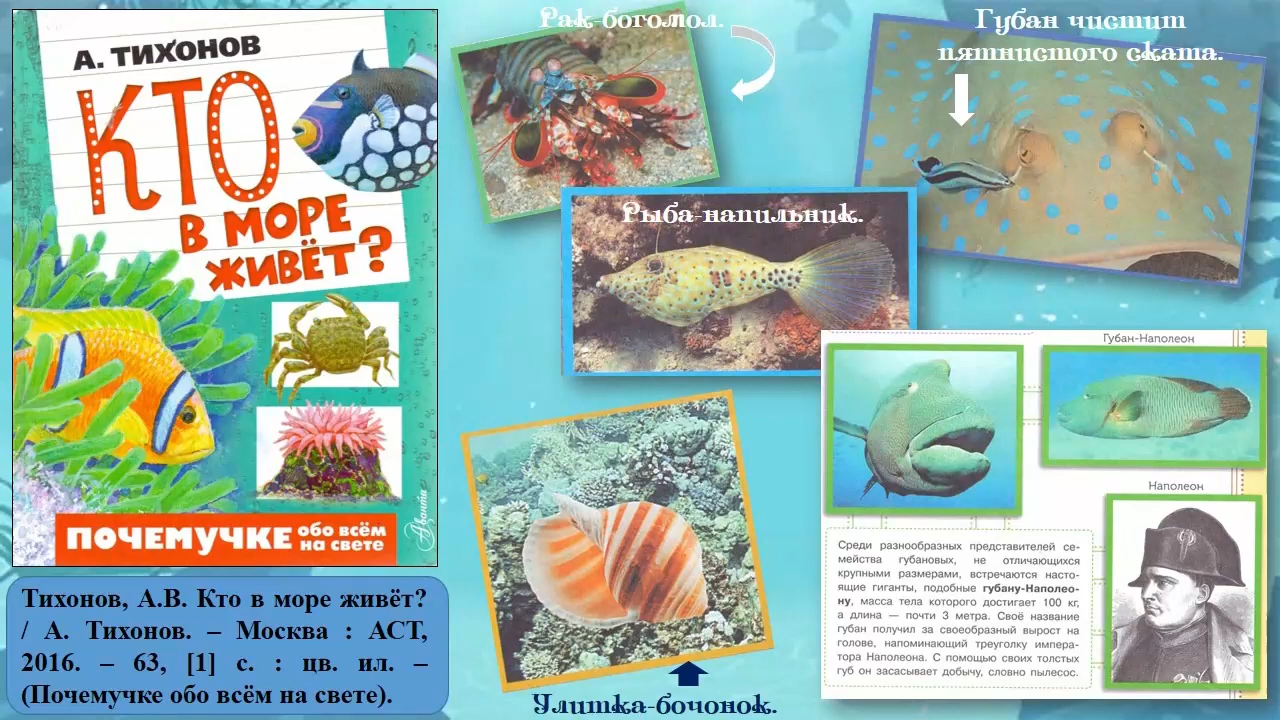 А. ТИХОНОВ
КТО
В МОРЕ
ЖИВЁТ?
Аванта
ПОЧЕМУЧКЕ обо всём
на свете
Тихонов, А.В. Кто в море живёт?
/ А. Тихонов. – Москва : АСТ,
2016. – 63, [1] с. : цв. ил. –
(Почемучке обо всём на свете).
Рак-богомол.
Губан чистит
пятнистого ската.
Рыба-напильник.
Улитка-бочонок.
Губан-Наполеон
Наполеон
Среди разнообразных представителей се-
мейства губановых, не отличающихся
крупными размерами, встречаются насто-
ящие гиганты, подобные губану-Наполео-
ну, масса тела которого достигает 100 кг,
а длина — почти 3 метра. Своё название
губан получил за своеобразный вырост на
голове, напоминающий треуголку импера-
тора Наполеона. С помощью своих толстых
губ он засасывает добычу, словно пылесос.